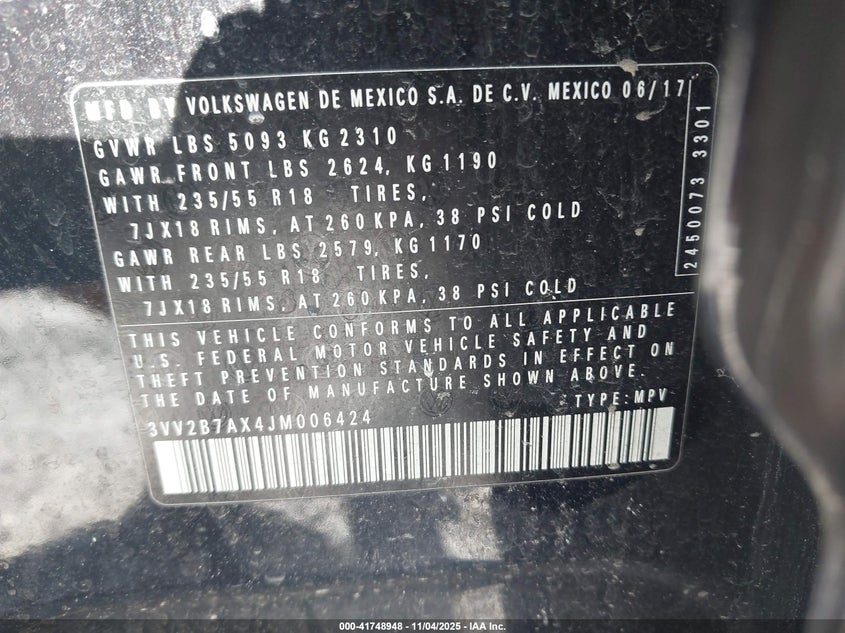 MFD BY VOLKSWAGEN DE MEXICO S.A. DE C.V. MEXICO 06/17
GVWR LBS 5093 KG 2310
GAWR FRONT LBS 2624, KG 1190
WITH 235/55 R18 TIRES,
7JX18 RIMS, AT 260 KPA, 38 PSI COLD
GAWR REAR LBS 2579, KG 1170
WITH 235/55 R18 TIRES,
7JX18 RIMS, AT 260 KPA, 38 PSI COLD
2450073 3301
THIS VEHICLE CONFORMS TO ALL APPLICABLE
U.S. FEDERAL MOTOR VEHICLE SAFETY AND
THEFT PREVENTION STANDARDS IN EFFECT ON
THE DATE OF MANUFACTURE SHOWN ABOVE.
3VV2B7AX4JM006424 TYPE: MPV
000-41748948 - 11/04/2025 - IAA Inc.